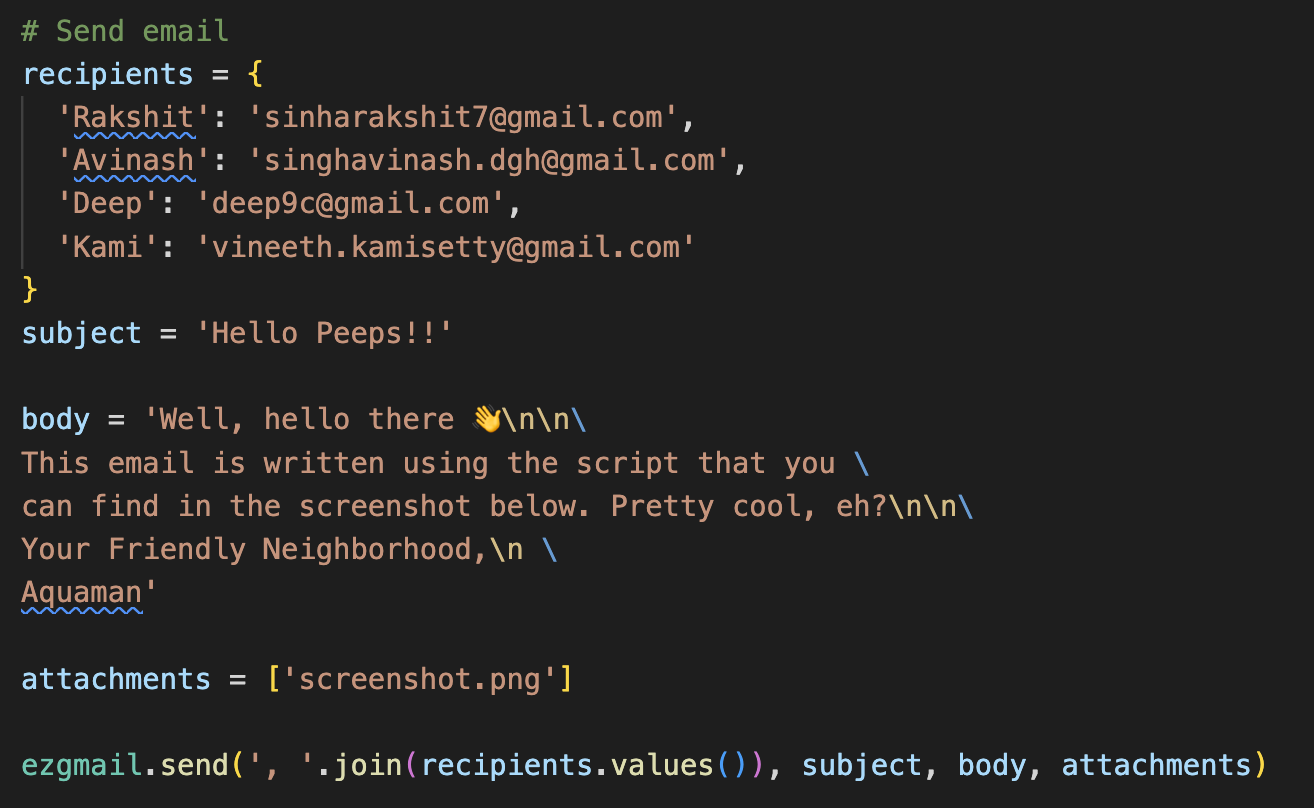 # Send email
recipients = {
  'Rakshit': 'sinharakshit7@gmail.com',
  'Avinash': 'singhavinash.dgh@gmail.com',
  'Deep': 'deep9c@gmail.com',
  'Kami': 'vineeth.kamisetty@gmail.com'
}
subject = 'Hello Peeps!!'

body = 'Well, hello there 👋\n\n\
This email is written using the script that you \
can find in the screenshot below. Pretty cool, eh?\n\n\
Your Friendly Neighborhood,\n \
Aquaman'

attachments = ['screenshot.png']

ezgmail.send(', '.join(recipients.values()), subject, body, attachments)